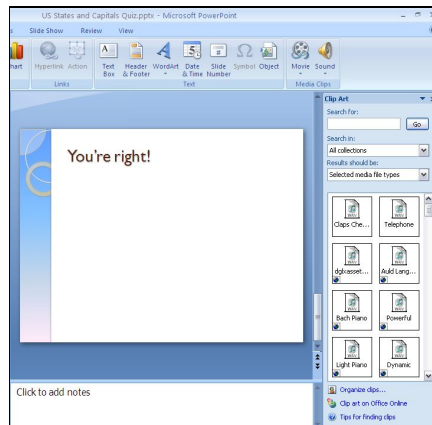 US States and Capitals Quiz.pptx - Microsoft PowerPoint
Slide Show Review View
Hyperlink Action
Text Box
Header & Footer
WordArt
Date & Time
Slide Number
Symbol
Object
Movie
Sound
Links Text Media Clips
Clip Art
Search for:
Go
Search in:
All collections
Results should be:
Selected media file types
You're right!
Claps Che... Telephone
dglxasset... Auld Lang...
Bach Piano Powerful
Light Piano Dynamic
Organize clips...
Clip art on Office Online
Tips for finding clips
Click to add notes